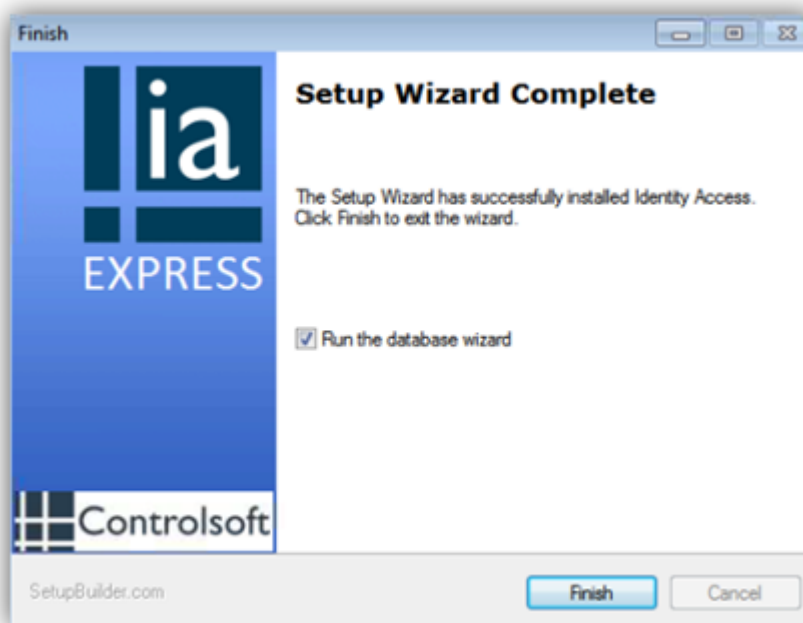 Finish
ia
EXPRESS
Controlsoft
Setup Wizard Complete
The Setup Wizard has successfully installed Identity Access.
Click Finish to exit the wizard.
Run the database wizard
SetupBuilder.com
Finish
Cancel